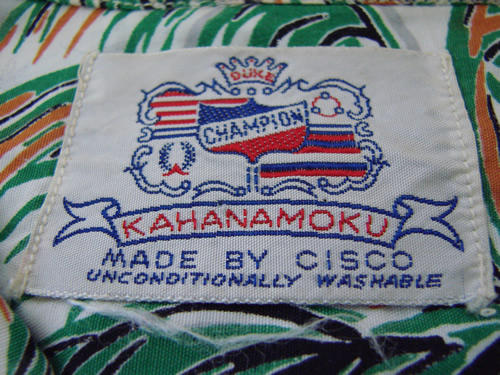 DUKE
CHAMPION
KAHANAMOKU
MADE BY CISCO
UNCONDITIONALLY WASHABLE